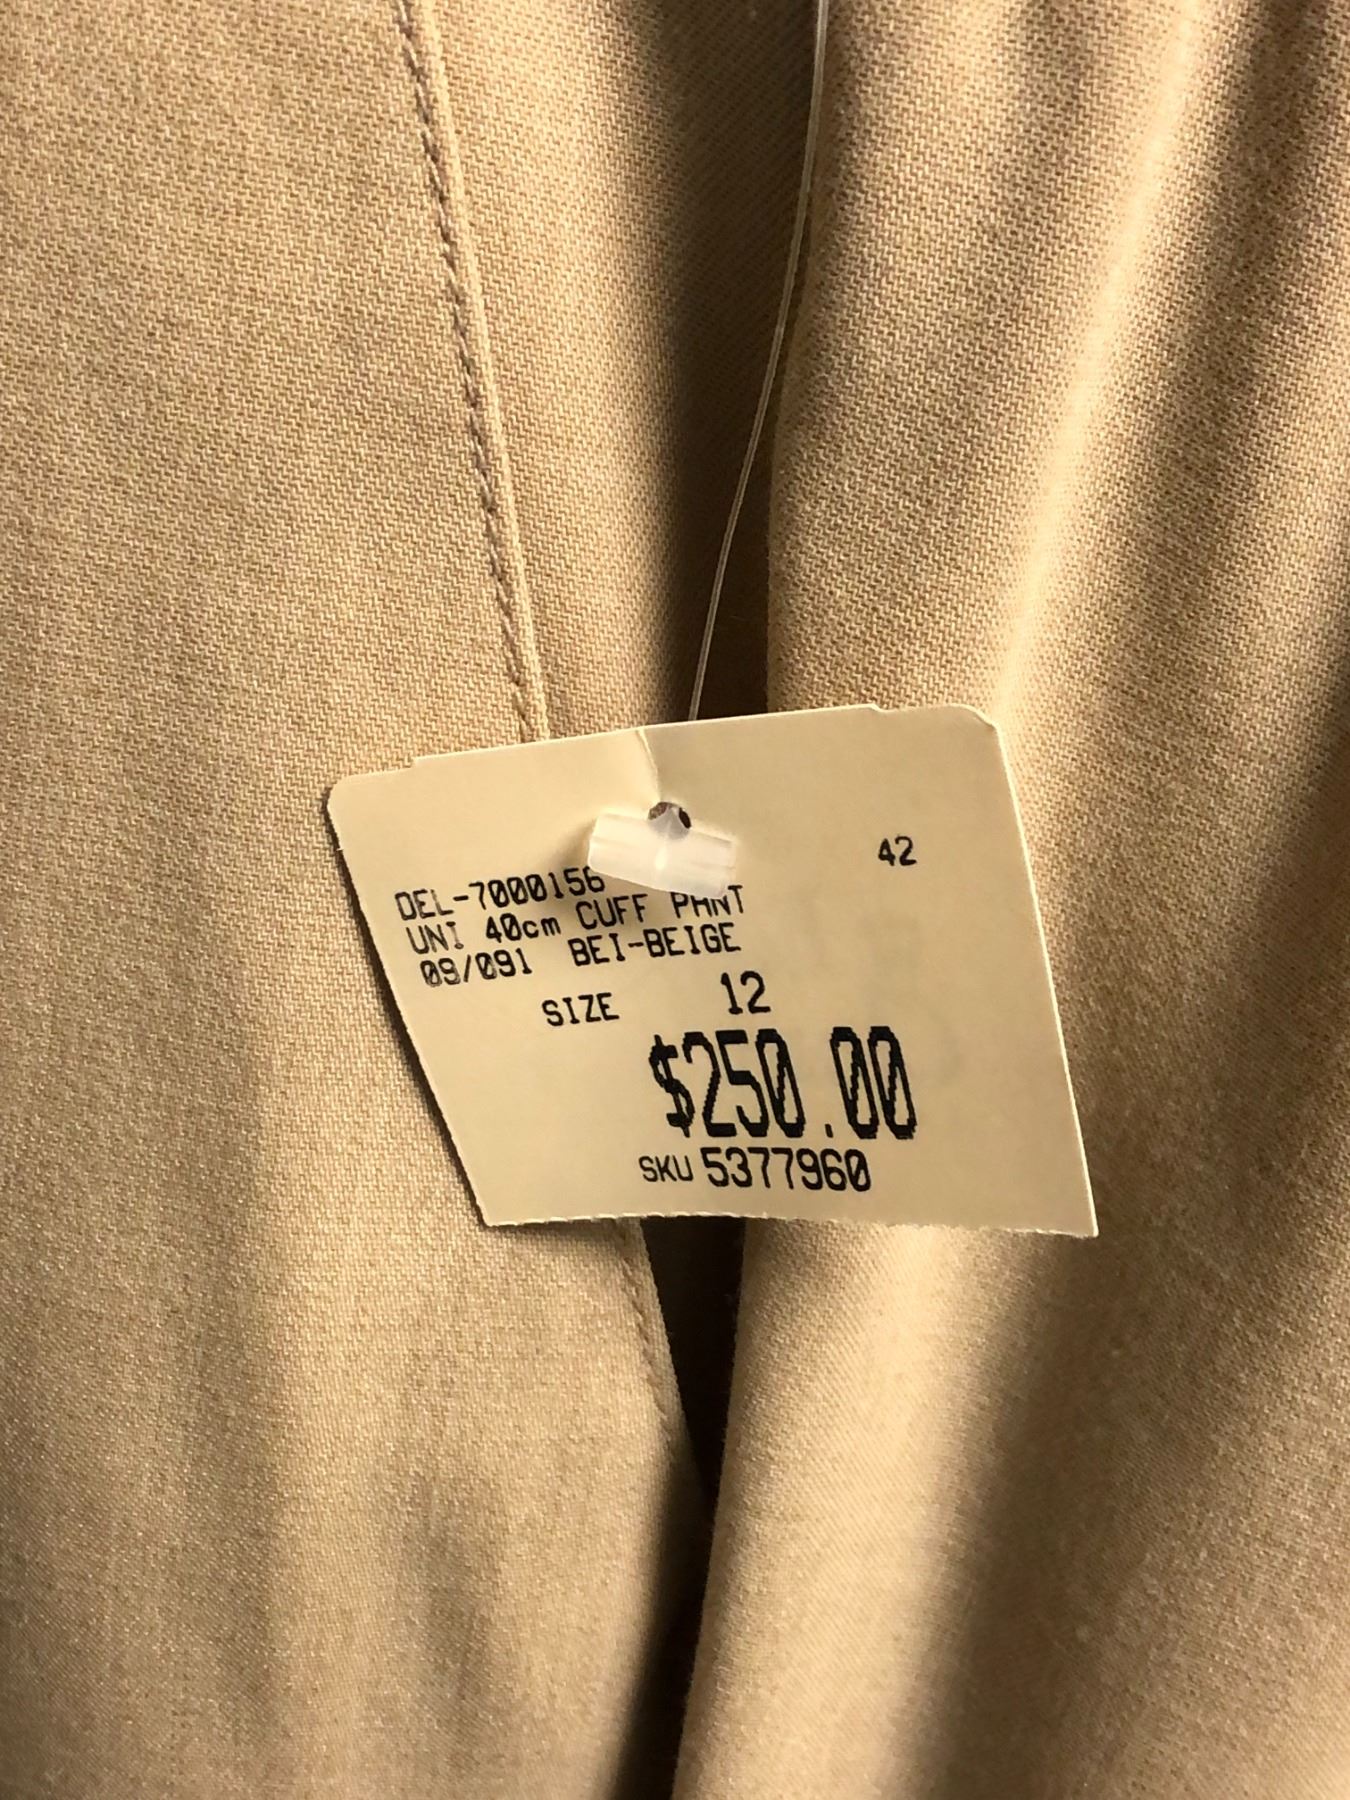 42
DEL-7000156
UNI 40cm CUFF PANT
09/091 BEI-BEIGE
SIZE 12
$250.00
SKU 5377960